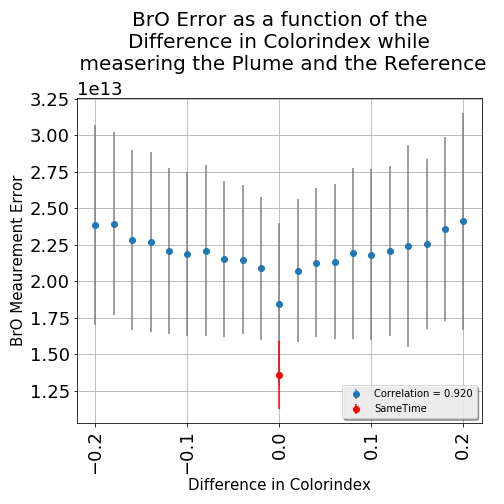 BrO Error as a function of the
Difference in Colorindex while
measering the Plume and the Reference
1e13
3.25
3.00
2.75
2.50
2.25
2.00
1.75
1.50
1.25
BrO Meaurement Error
Correlation = 0.920
SameTime
−0.2
−0.1
0.0
0.1
0.2
Difference in Colorindex